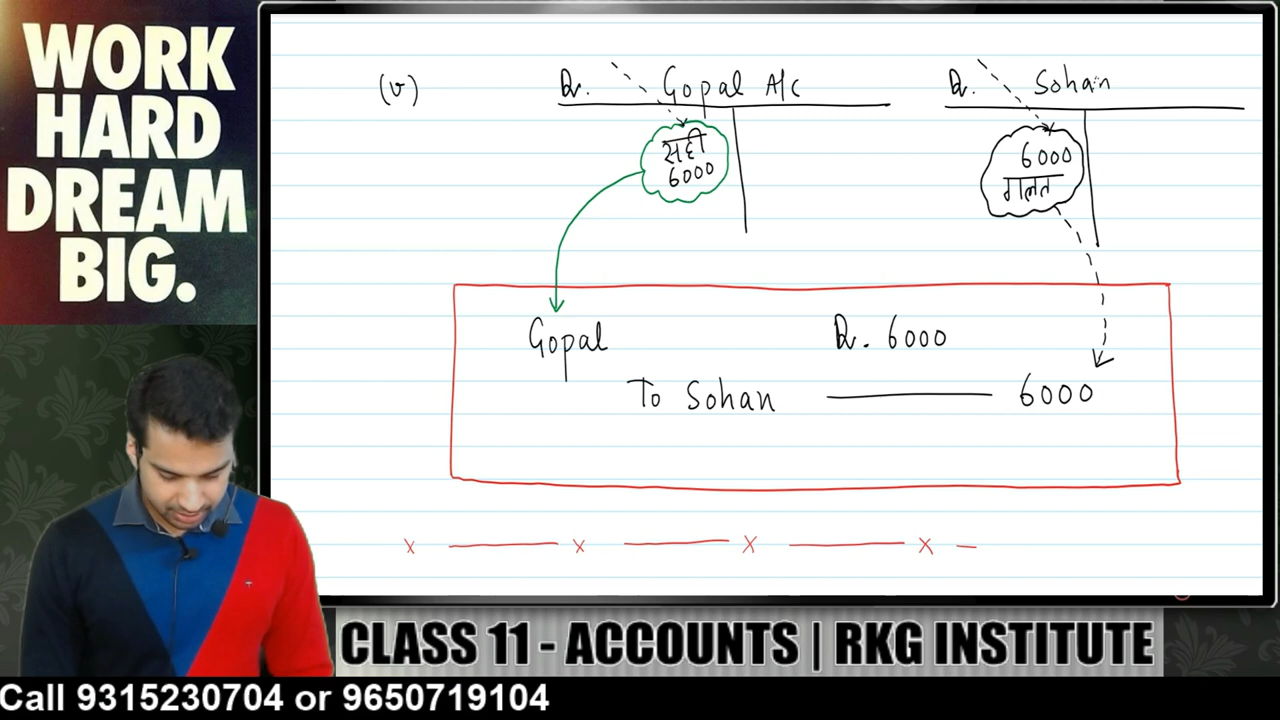 WORK
HARD
DREAM
BIG.
(v)
Dr. Gopal A/c
सही
6000
Dr. Sohan
6000
गलत
Gopal Dr. 6000
To Sohan 6000
x x x x
CLASS 11 - ACCOUNTS | RKG INSTITUTE
Call 9315230704 or 9650719104